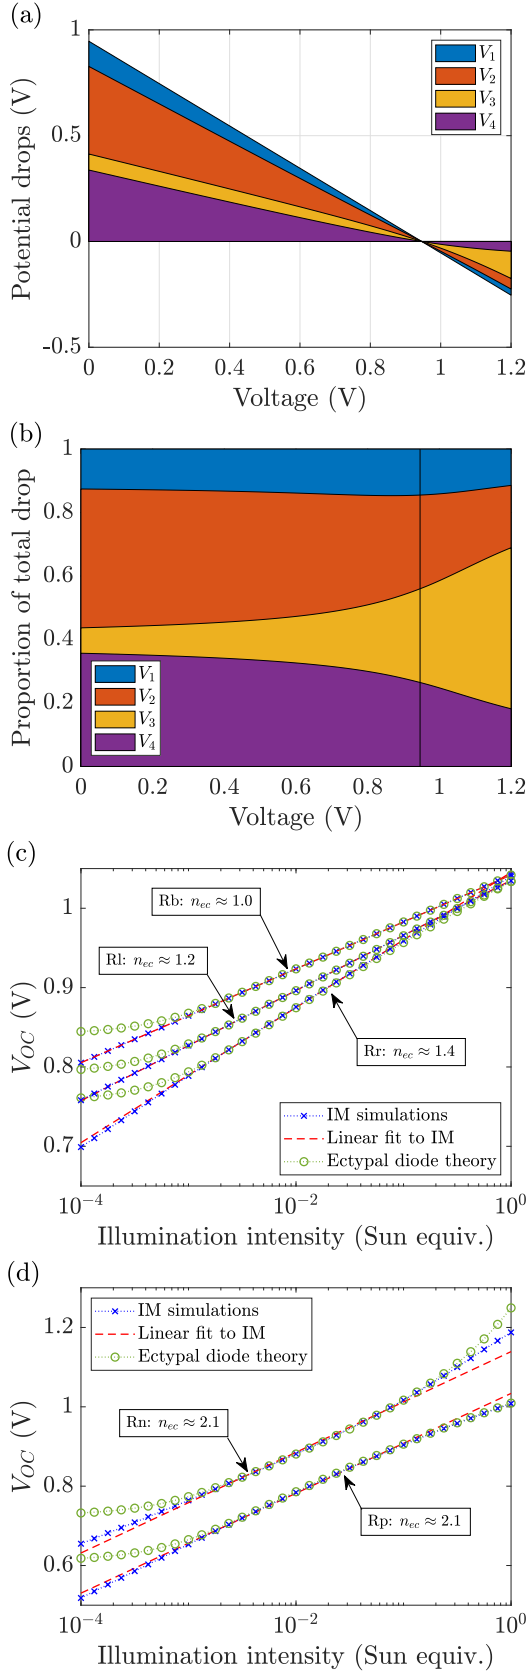 (a)
1
0.5
0
-0.5
Potential drops (V)
V1
V2
V3
V4
0 0.2 0.4 0.6 0.8 1 1.2
Voltage (V)
(b)
1
0.8
0.6
0.4
0.2
0
Proportion of total drop
V1
V2
V3
V4
0 0.2 0.4 0.6 0.8 1 1.2
Voltage (V)
(c)
1
0.9
0.8
0.7
VOC (V)
Rb: nec ≈ 1.0
Rl: nec ≈ 1.2
Rr: nec ≈ 1.4
IM simulations
Linear fit to IM
Ectypal diode theory
10^-4 10^-2 10^0
Illumination intensity (Sun equiv.)
(d)
1.2
1
0.8
0.6
VOC (V)
IM simulations
Linear fit to IM
Ectypal diode theory
Rn: nec ≈ 2.1
Rp: nec ≈ 2.1
10^-4 10^-2 10^0
Illumination intensity (Sun equiv.)